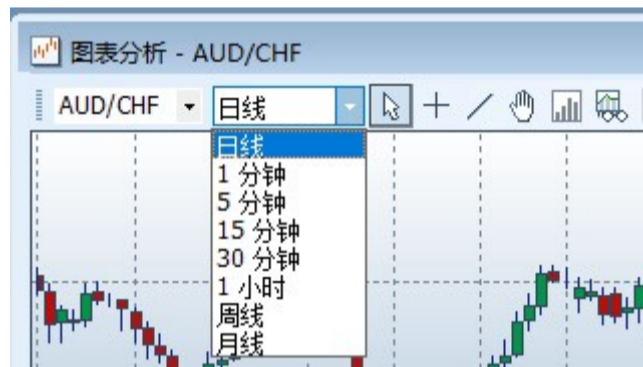 图表分析 - AUD/CHF
AUD/CHF 日线
日线
1 分钟
5 分钟
15 分钟
30 分钟
1 小时
周线
月线